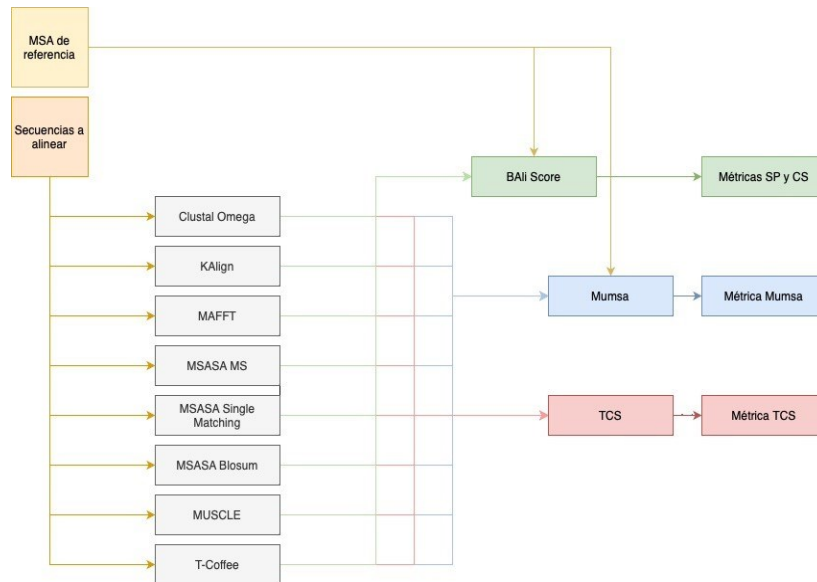 MSA de
referencia
Secuencias a
alinear
BAli Score
Métricas SP y CS
Clustal Omega
KAlign
Mumsa
Métrica Mumsa
MAFFT
MSASA MS
MSASA Single
Matching
TCS
Métrica TCS
MSASA Blosum
MUSCLE
T-Coffee